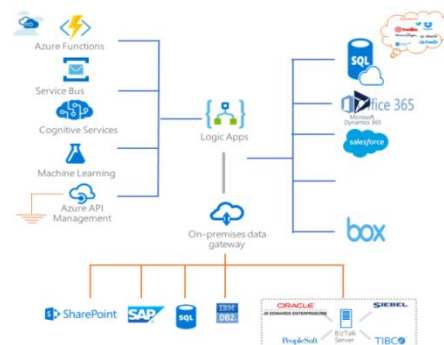 Azure Functions
Service Bus
Cognitive Services
Machine Learning
Azure API
Management
Logic Apps
On-premises data
gateway
SQL
ffice 365
Microsoft
Dynamics 365
salesforce
box
SharePoint
SAP
SQL
IBM
DB2.
ORACLE
JD EDWARDS ENTERPRISEONE
SIEBEL
BizTalk
Server
PeopleSoft
TIBCO